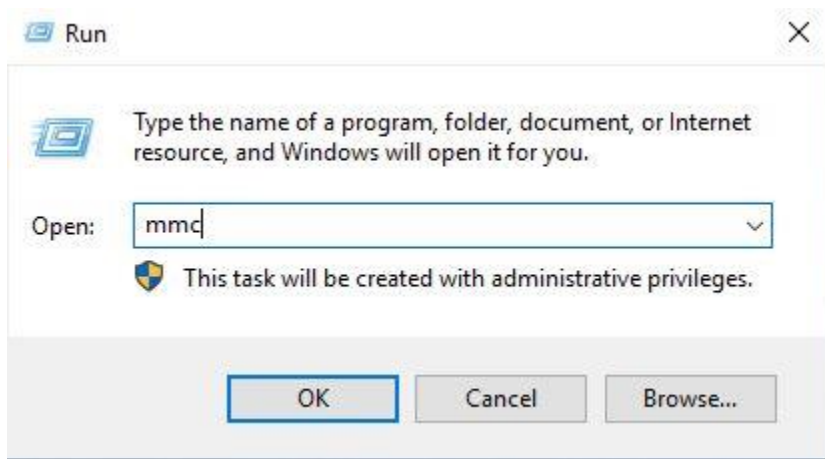 Run
Type the name of a program, folder, document, or Internet
resource, and Windows will open it for you.
Open: mmc
This task will be created with administrative privileges.
OK Cancel Browse...